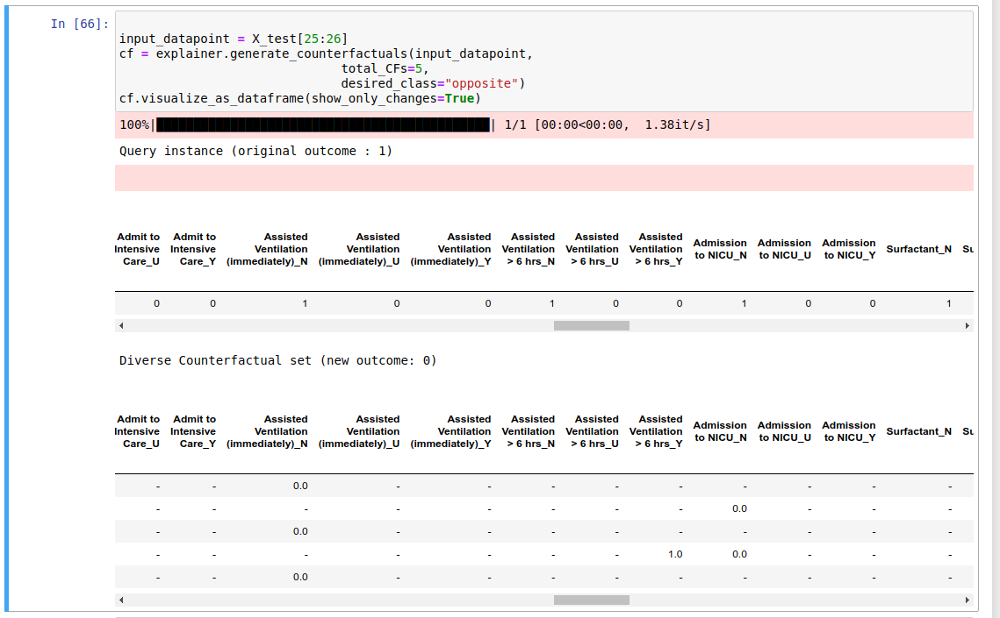 In [66]:
input_datapoint = X_test[25:26]
cf = explainer.generate_counterfactuals(input_datapoint,
total_CFs=5,
desired_class="opposite")
cf.visualize_as_dataframe(show_only_changes=True)
100%|██████████| 1/1 [00:00<00:00, 1.38it/s]
Query instance (original outcome : 1)
Admit to Admit to Assisted Assisted Assisted Assisted Assisted Assisted
Intensive Intensive Ventilation Ventilation Ventilation Ventilation Ventilation Ventilation Admission Admission Admission Surfactant_N
Care_U Care_Y (immediately)_N (immediately)_U (immediately)_Y > 6 hrs_N > 6 hrs_U > 6 hrs_Y to NICU_N to NICU_U to NICU_Y
0 0 1 0 0 1 0 0 1 0 0 1
Diverse Counterfactual set (new outcome: 0)
Admit to Admit to Assisted Assisted Assisted Assisted Assisted Assisted
Intensive Intensive Ventilation Ventilation Ventilation Ventilation Ventilation Ventilation Admission Admission Admission Surfactant_N
Care_U Care_Y (immediately)_N (immediately)_U (immediately)_Y > 6 hrs_N > 6 hrs_U > 6 hrs_Y to NICU_N to NICU_U to NICU_Y
- - 0.0 - - - - - - - - -
- - - - - - - - 0.0 - - -
- - 0.0 - - - - - - - - -
- - - - - - - 1.0 0.0 - - -
- - 0.0 - - - - - - - - -